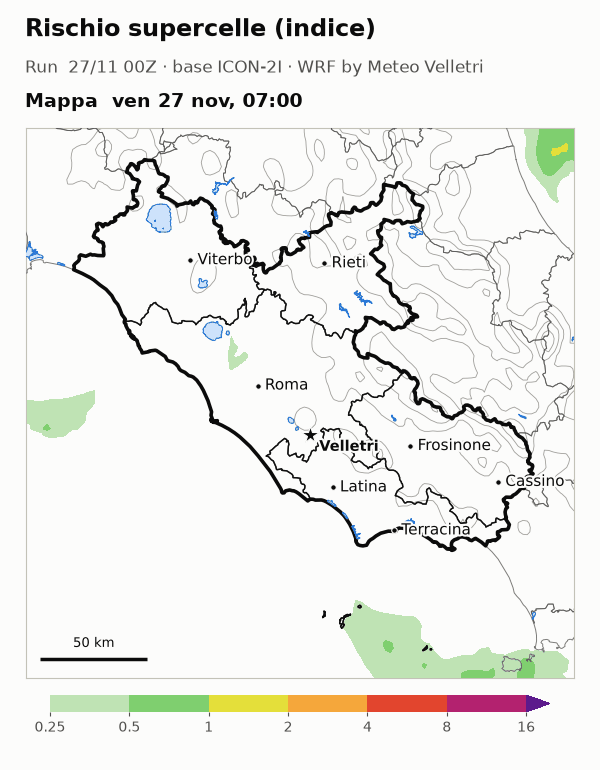 Rischio supercelle (indice)
Run  27/11 00Z · base ICON-2I · WRF by Meteo Velletri
Mappa  ven 27 nov, 07:00
Viterbo
Rieti
Roma
Velletri
Frosinone
Cassino
Latina
Terracina
50 km
0.25 0.5 1 2 4 8 16